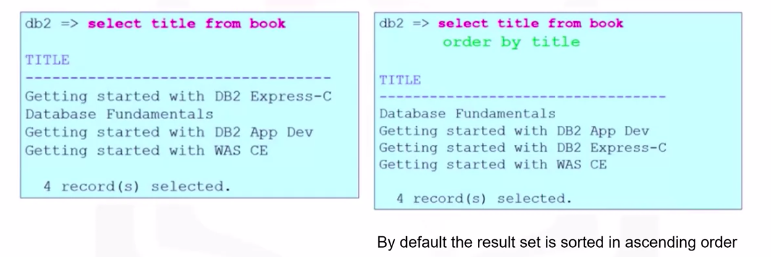 db2 => select title from book
TITLE
----------------------------------
Getting started with DB2 Express-C
Database Fundamentals
Getting started with DB2 App Dev
Getting started with WAS CE
4 record(s) selected.
db2 => select title from book
order by title
TITLE
----------------------------------
Database Fundamentals
Getting started with DB2 App Dev
Getting started with DB2 Express-C
Getting started with WAS CE
4 record(s) selected.
By default the result set is sorted in ascending order